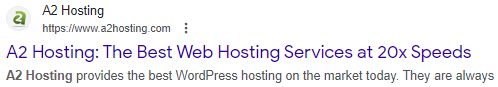 A2 Hosting
https://www.a2hosting.com
A2 Hosting: The Best Web Hosting Services at 20x Speeds
A2 Hosting provides the best WordPress hosting on the market today. They are always